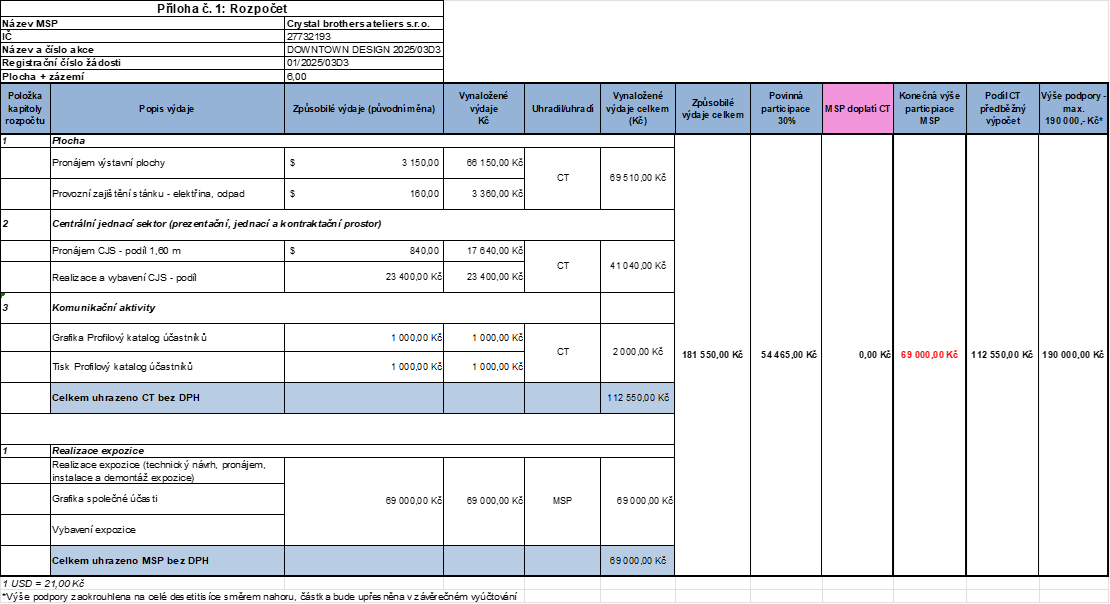 Příloha č. 1: Rozpočet
Název MSP Crystal brothers ateliers s.r.o.
IČ 27732193
Název a číslo akce DOWNTOWN DESIGN 2025/03D3
Registrační číslo žádosti 01/2025/03D3
Plocha + zázemí 6,00
Položka kapitoly rozpočtu Popis výdaje Způsobilé výdaje (původní měna) Vynaložené výdaje Kč Uhradil/uhradí Vynaložené výdaje celkem (Kč) Způsobilé výdaje celkem Povinná participace 30% MSP doplatí CT Konečná výše particpiace MSP Podíl CT předběžný výpočet Výše podpory - max. 190 000,- Kč*
1 Plocha
Pronájem výstavní plochy $ 3 150,00 66 150,00 Kč CT 69 510,00 Kč
Provozní zajištění stánku - elektřina, odpad $ 160,00 3 360,00 Kč
2 Centrální jednací sektor (prezentační, jednací a kontraktační prostor)
Pronájem CJS - podíl 1,60 m $ 840,00 17 640,00 Kč CT 41 040,00 Kč
Realizace a vybavení CJS - podíl 23 400,00 Kč 23 400,00 Kč
3 Komunikační aktivity
Grafika Profilový katalog účastníků 1 000,00 Kč 1 000,00 Kč CT 2 000,00 Kč
181 550,00 Kč 54 465,00 Kč 0,00 Kč 69 000,00 Kč 112 550,00 Kč 190 000,00 Kč
Tisk Profilový katalog účastníků 1 000,00 Kč 1 000,00 Kč
Celkem uhrazeno CT bez DPH 112 550,00 Kč
1 Realizace expozice
Realizace expozice (technický návrh, pronájem,
instalace a demontáž expozice)
Grafika společné účasti 69 000,00 Kč 69 000,00 Kč MSP 69 000,00 Kč
Vybavení expozice
Celkem uhrazeno MSP bez DPH 69 000,00 Kč
1 USD = 21,00 Kč
*Výše podpory zaokrouhlena na celé desetitisíce směrem nahoru, částka bude upřesněna v závěrečném vyúčtování